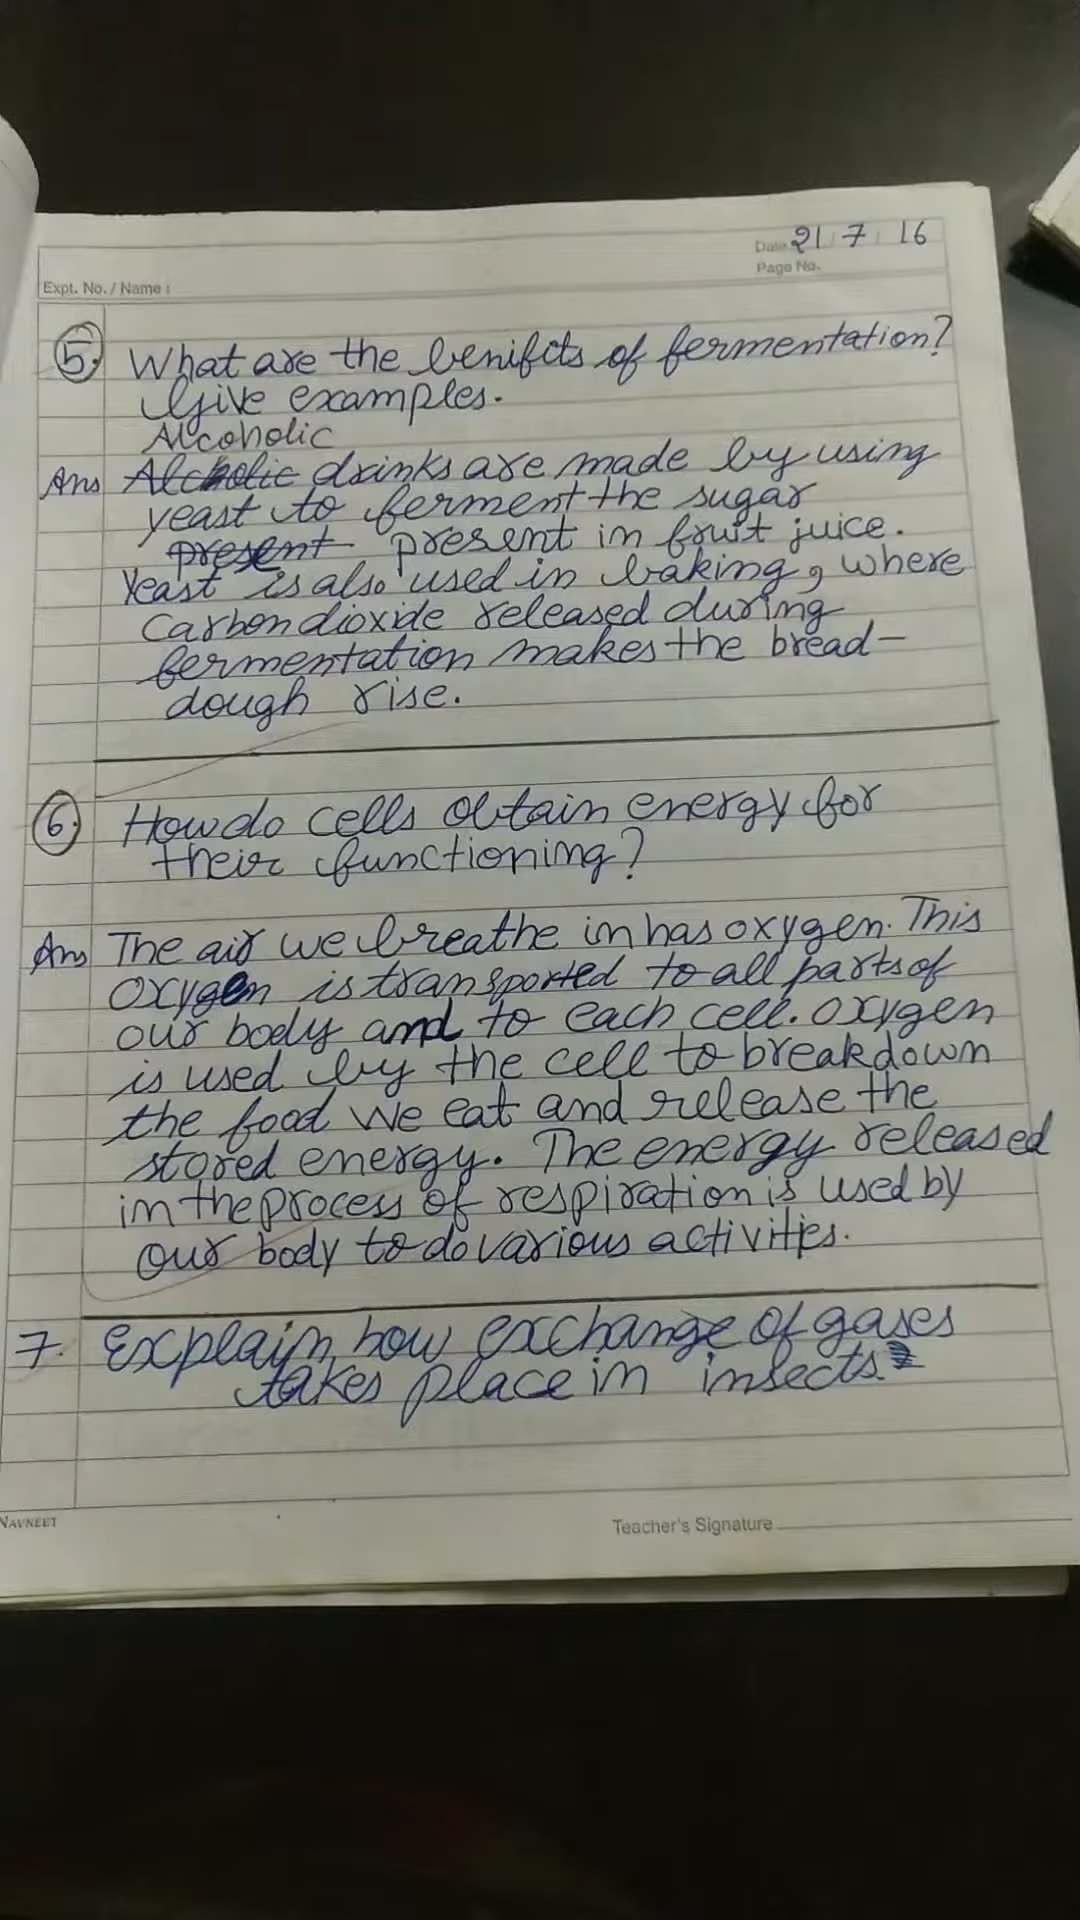 Date 21 7 16
Page No.
Expt. No. / Name :
5. What are the benifits of fermentation?
Give examples.
Alcoholic
Ans Alcholic drinks are made by using
yeast to ferment the sugar
present present in fruit juice.
Yeast is also used in baking, where
Carbondioxide released during
fermentation makes the bread-
dough rise.
6. How do cells obtain energy for
their functioning?
Ans The air we breathe in has oxygen. This
oxygen is transported to all parts of
our body and to each cell. Oxygen
is used by the cell to breakdown
the food we eat and release the
stored energy. The energy released
in the process of respiration is used by
our body to do various activities.
7. Explain how exchange of gases
takes place in insects.
NAVNEET
Teacher's Signature